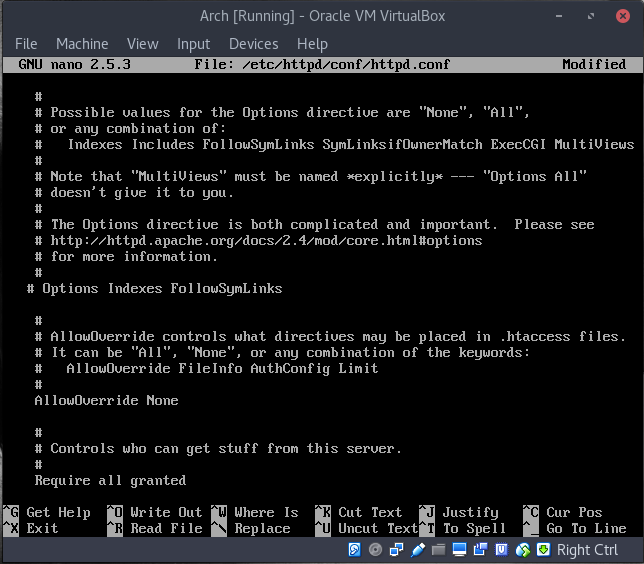 Arch [Running] - Oracle VM VirtualBox
File Machine View Input Devices Help
GNU nano 2.5.3 File: /etc/httpd/conf/httpd.conf Modified
#
# Possible values for the Options directive are "None", "All",
# or any combination of:
# Indexes Includes FollowSymLinks SymLinksifOwnerMatch ExecCGI MultiViews
#
# Note that "MultiViews" must be named *explicitly* --- "Options All"
# doesn't give it to you.
#
# The Options directive is both complicated and important. Please see
# http://httpd.apache.org/docs/2.4/mod/core.html#options
# for more information.
#
# Options Indexes FollowSymLinks
#
# AllowOverride controls what directives may be placed in .htaccess files.
# It can be "All", "None", or any combination of the keywords:
# AllowOverride FileInfo AuthConfig Limit
#
AllowOverride None
#
# Controls who can get stuff from this server.
#
Require all granted
^G Get Help ^O Write Out ^W Where Is ^K Cut Text ^J Justify ^C Cur Pos
^X Exit ^R Read File ^\ Replace ^U Uncut Text ^T To Spell ^_ Go To Line
Right Ctrl